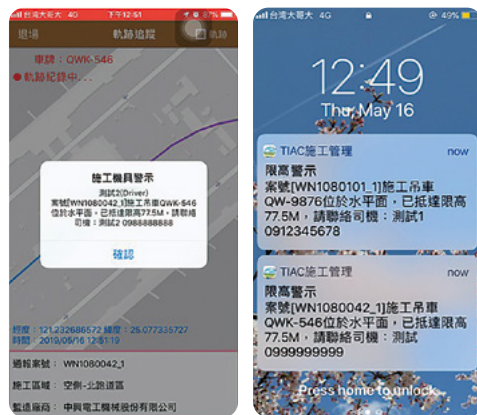 台灣大哥大 4G 下午12:51 87%
退場 軌跡追蹤 軌跡
車牌：QWK-546
軌跡紀錄中...
施工機具警示
測試2(Driver)
案號[WN1080042_1]施工吊車QWK-546
位於水平面，已抵達限高77.5M，請聯絡
司機：測試2 0988888888
確認
經度：121.232686572 緯度：25.077335727
時間：2019/05/16 12:51:19
通報案號： WN1080042_1
施工區域： 空側-北跑道區
監造廠商： 中興電工機械股份有限公司
台灣大哥大 4G 49%
12:49
Thu, May 16
TIAC施工管理 now
限高警示
案號[WN1080101_1]施工吊車
QW-9876位於水平面，已抵達限高
77.5M，請聯絡司機：測試1
0912345678
TIAC施工管理 now
限高警示
案號[WN1080042_1]施工吊車
QWK-546位於水平面，已抵達限高
77.5M，請聯絡司機：測試
0999999999
Press home to unlock